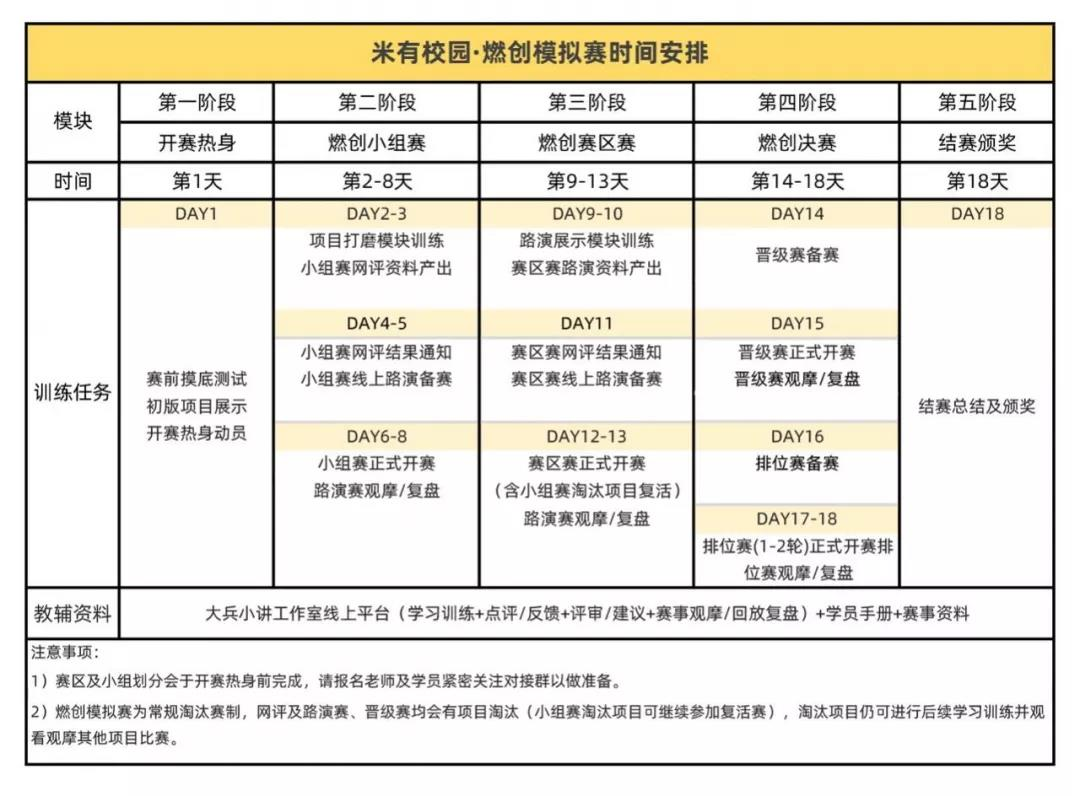 米有校园·燃创模拟赛时间安排
模块
第一阶段
第二阶段
第三阶段
第四阶段
第五阶段
开赛热身
燃创小组赛
燃创赛区赛
燃创决赛
结赛颁奖
时间
第1天
第2-8天
第9-13天
第14-18天
第18天
训练任务
DAY1
赛前摸底测试
初版项目展示
开赛热身动员
DAY2-3
项目打磨模块训练
小组赛网评资料产出
DAY4-5
小组赛网评结果通知
小组赛线上路演备赛
DAY6-8
小组赛正式开赛
路演赛观摩/复盘
DAY9-10
路演展示模块训练
赛区赛路演资料产出
DAY11
赛区赛网评结果通知
赛区赛线上路演备赛
DAY12-13
赛区赛正式开赛
（含小组赛淘汰项目复活）
路演赛观摩/复盘
DAY14
晋级赛备赛
DAY15
晋级赛正式开赛
晋级赛观摩/复盘
DAY16
排位赛备赛
DAY17-18
排位赛(1-2轮)正式开赛排
位赛观摩/复盘
DAY18
结赛总结及颁奖
教辅资料
大兵小讲工作室线上平台（学习训练+点评/反馈+评审/建议+赛事观摩/回放复盘）+学员手册+赛事资料
注意事项：
1）赛区及小组划分会于开赛热身前完成，请报名老师及学员紧密关注对接群以做准备。
2）燃创模拟赛为常规淘汰赛制，网评及路演赛、晋级赛均会有项目淘汰（小组赛淘汰项目可继续参加复活赛），淘汰项目仍可进行后续学习训练并观
看观摩其他项目比赛。